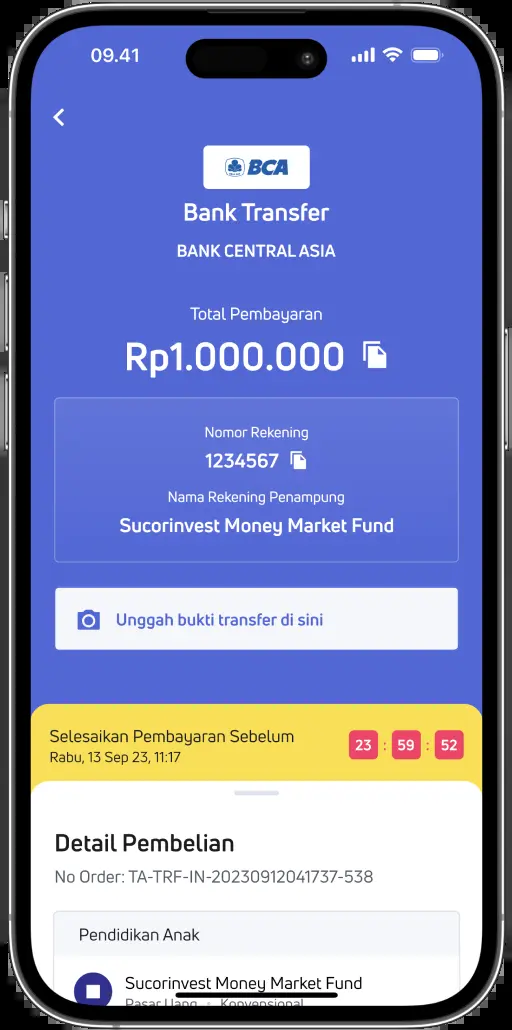 09.41
BCA
Bank Transfer
BANK CENTRAL ASIA
Total Pembayaran
Rp1.000.000
Nomor Rekening
1234567
Nama Rekening Penampung
Sucorinvest Money Market Fund
Unggah bukti transfer di sini
Selesaikan Pembayaran Sebelum
Rabu, 13 Sep 23, 11:17
23 : 59 : 52
Detail Pembelian
No Order: TA-TRF-IN-20230912041737-538
Pendidikan Anak
Sucorinvest Money Market Fund
Pasar Uang • Konvensional